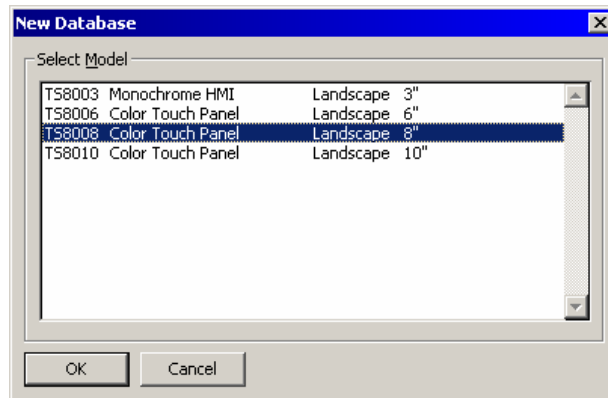 New Database
Select Model
TS8003 Monochrome HMI Landscape 3"
TS8006 Color Touch Panel Landscape 6"
TS8008 Color Touch Panel Landscape 8"
TS8010 Color Touch Panel Landscape 10"
OK Cancel